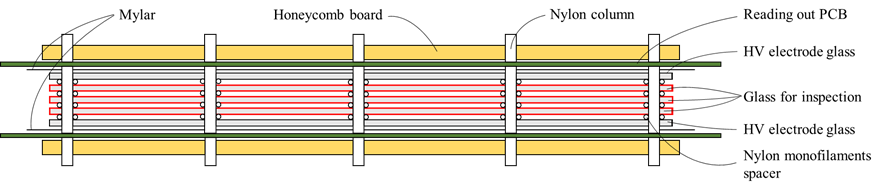 Mylar
Honeycomb board
Nylon column
Reading out PCB
HV electrode glass
Glass for inspection
HV electrode glass
Nylon monofilaments
spacer